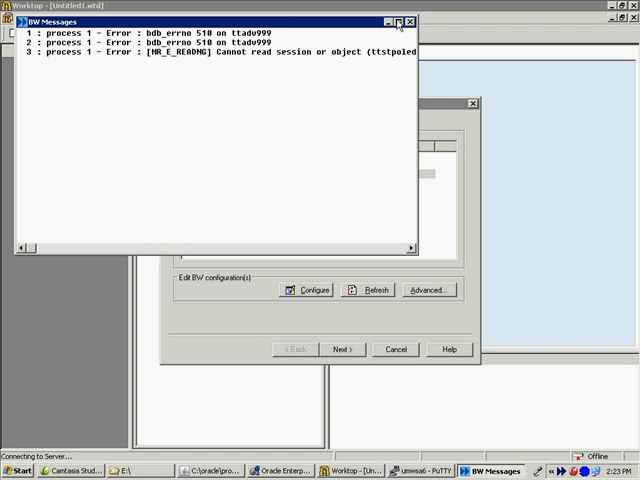 Worktop - [Untitled1.wtd]
BW Messages
1 : process 1 - Error : bdb_errno 510 on ttadv999
2 : process 1 - Error : bdb_errno 510 on ttadv999
3 : process 1 - Error : [MR_E_READNG] Cannot read session or object (ttstpoled
Edit BW configuration(s)
Configure Refresh Advanced...
< Back Next > Cancel Help
Connecting to Server... Offline
Start Camtasia Stud... E:\ C:\oracle\pro... Oracle Enterp... Worktop - [Un... umwsa6 - PuTTY BW Messages 2:23 PM